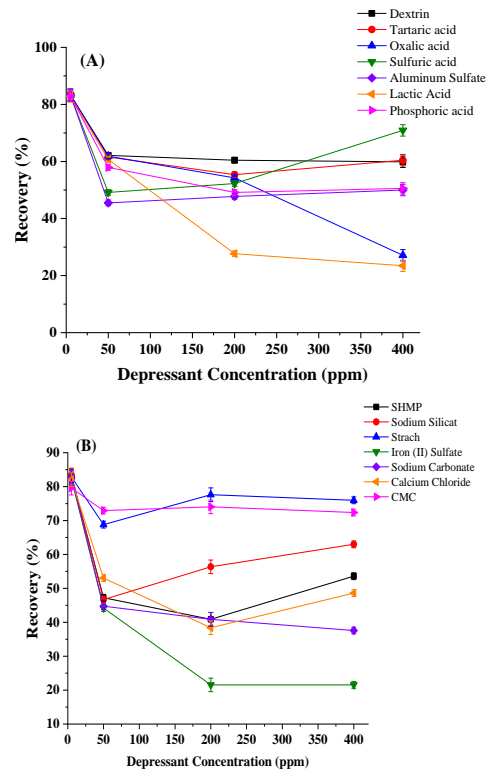 Dextrin
Tartaric acid
Oxalic acid
Sulfuric acid
Aluminum Sulfate
Lactic Acid
Phosphoric acid
(A)
100
80
60
40
20
0
Recovery (%)
0 50 100 150 200 250 300 350 400
Depressant Concentration (ppm)
SHMP
Sodium Silicat
Strach
Iron (II) Sulfate
Sodium Carbonate
Calcium Chloride
CMC
(B)
90
80
70
60
50
40
30
20
10
Recovery (%)
0 50 100 150 200 250 300 350 400
Depressant Concentration (ppm)